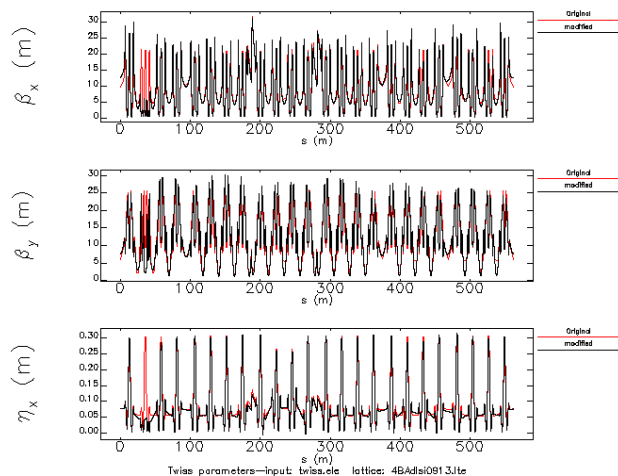 Original
modified
β_x (m)
30
25
20
15
10
5
0
0 100 200 300 400 500
s (m)
Original
modified
β_y (m)
30
25
20
15
10
5
0
0 100 200 300 400 500
s (m)
Original
modified
η_x (m)
0.30
0.25
0.20
0.15
0.10
0.05
0.00
0 100 200 300 400 500
s (m)
Twiss parameters--input: twiss.ele lattice: 4BAdlsi0913.lte